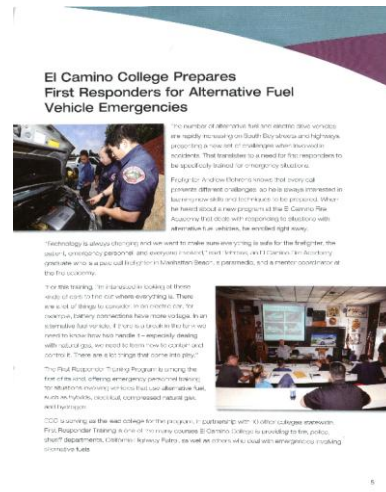 El Camino College Prepares
First Responders for Alternative Fuel
Vehicle Emergencies
The number of alternative fuel and electric drive vehicles
are rapidly increasing on South Bay streets and highways,
presenting a new set of challenges when involved in
accidents. That translates to a need for first responders to
be specifically trained for emergency situations.
Firefighter Andrew Behrens knows that every call
presents different challenges, so he is always interested in
learning new skills and techniques to be prepared. When
he heard about a new program at the El Camino Fire
Academy that deals with responding to situations with
alternative fuel vehicles, he enrolled right away.
"Technology is always changing and we want to make sure everything is safe for the firefighter, the
patient, emergency personnel, and everyone involved," said Behrens, an El Camino Fire Academy
graduate who is a paid call firefighter in Manhattan Beach, a paramedic, and a mentor coordinator at
the fire academy.
"For this training, I'm interested in looking at these
kinds of cars to find out where everything is. There
are a lot of things to consider. In an electric car, for
example, battery connections have more voltage. In an
alternative fuel vehicle, if there is a break in the fuel line we
need to know how to handle it – especially dealing
with natural gas, we need to learn how to contain and
control it. There are a lot things that come into play."
The First Responder Training Program is among the
first of its kind, offering emergency personnel training
for situations involving vehicles that use alternative fuel,
such as hybrids, electrical, compressed natural gas,
and hydrogen.
ECC is serving as the lead college for the program, in partnership with 10 other colleges statewide.
First Responder Training is one of the many courses El Camino College is providing to fire, police,
sheriff departments, California Highway Patrol, as well as others who deal with emergencies involving
alternative fuels.
5